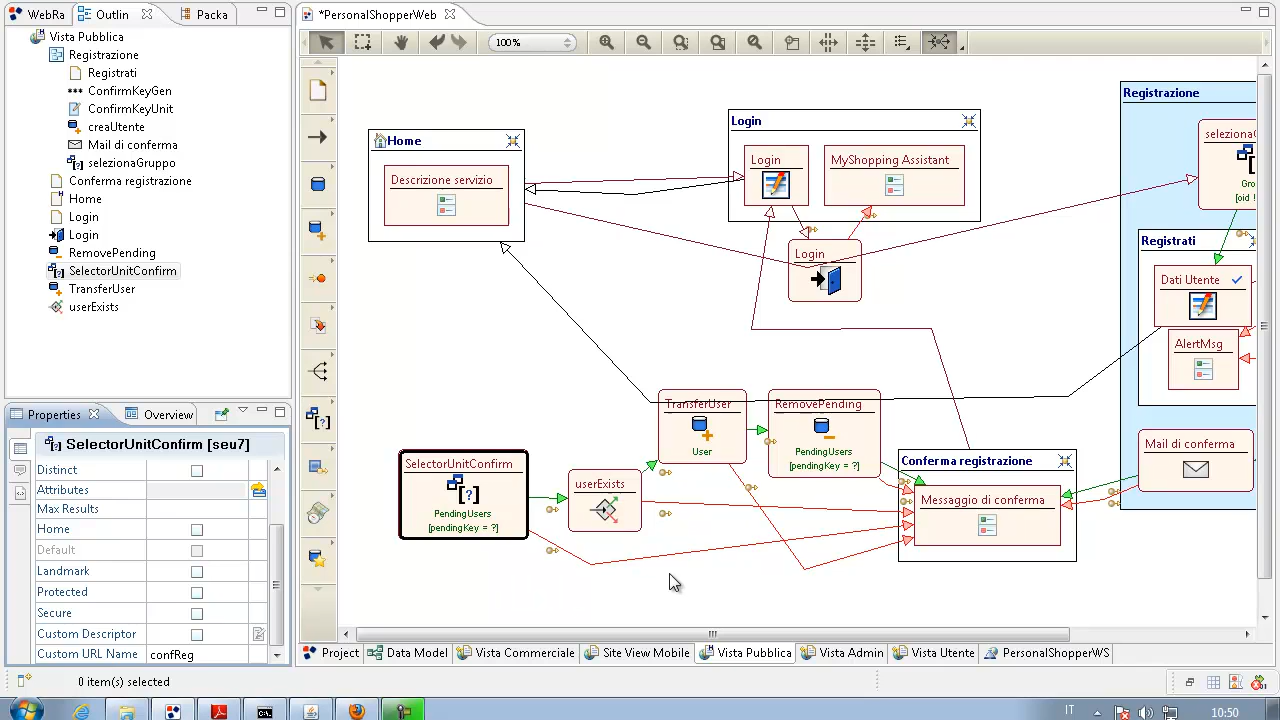 WebRa
Outlin
Packa
Vista Pubblica
Registrazione
Registrati
ConfirmKeyGen
ConfirmKeyUnit
creaUtente
Mail di conferma
selezionaGruppo
Conferma registrazione
Home
Login
Login
RemovePending
SelectorUnitConfirm
TransferUser
userExists
Properties
Overview
SelectorUnitConfirm [seu7]
Distinct
Attributes
Max Results
Home
Default
Landmark
Protected
Secure
Custom Descriptor
Custom URL Name confReg
*PersonalShopperWeb
100%
Home
Descrizione servizio
Login
Login
MyShopping Assistant
Login
Registrazione
Gro
Registrati
Dati Utente
AlertMsg
Mail di conferma
TransferUser
User
RemovePending
PendingUsers
[pendingKey = ?]
SelectorUnitConfirm
PendingUsers
[pendingKey = ?]
userExists
Conferma registrazione
Messaggio di conferma
Project
Data Model
Vista Commerciale
Site View Mobile
Vista Pubblica
Vista Admin
Vista Utente
PersonalShopperWS
0 item(s) selected
IT
10:50